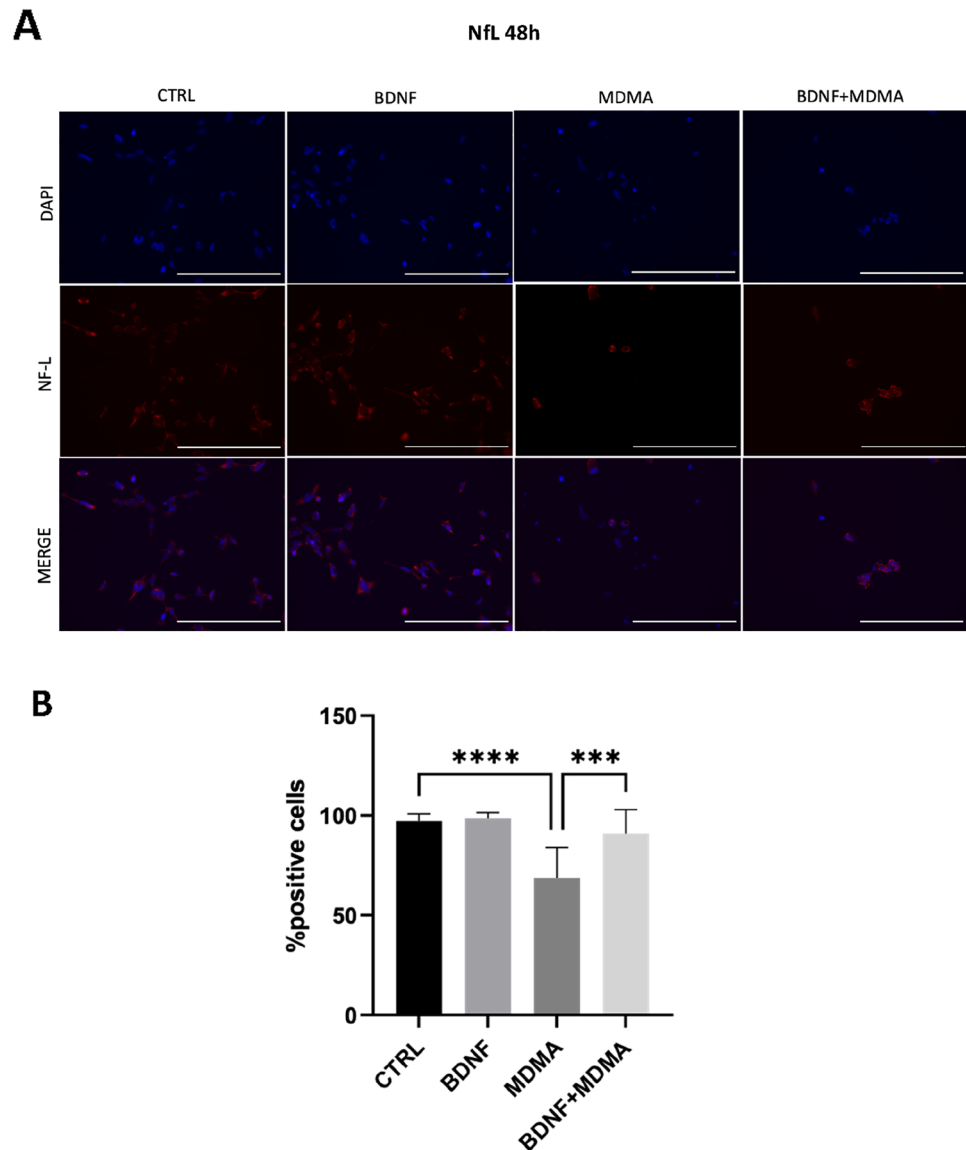 A
NfL 48h
CTRL BDNF MDMA BDNF+MDMA
DAPI
NF-L
MERGE
B
%positive cells
150
100
50
0
**** ***
CTRL
BDNF
MDMA
BDNF+MDMA